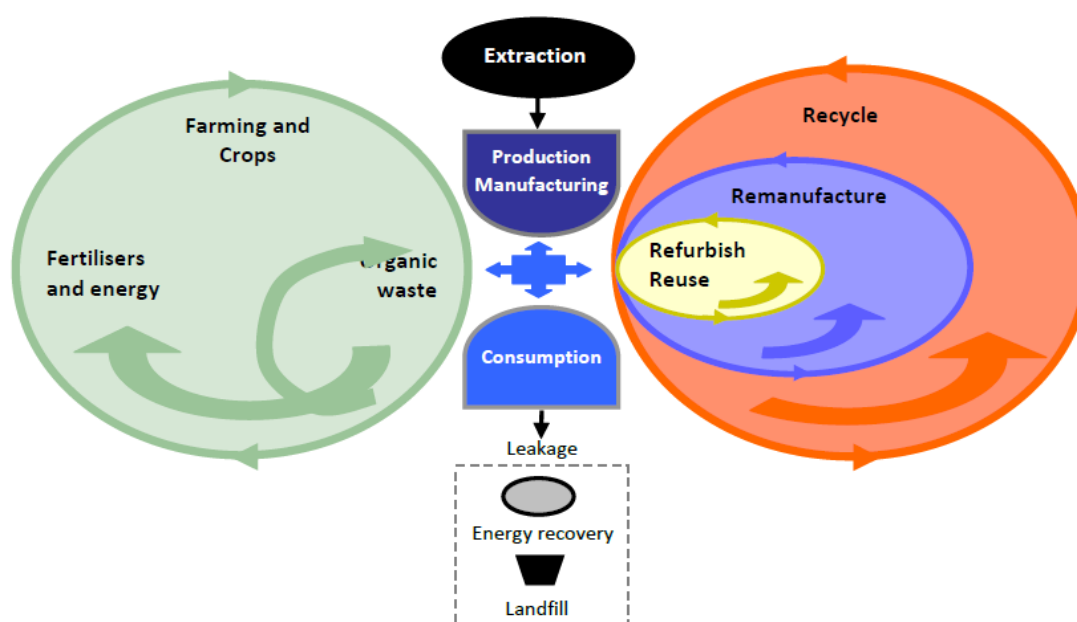 Extraction
Farming and
Crops
Recycle
Production
Manufacturing
Remanufacture
Refbish
Reuse
Fertilisers
and energy
Organic
waste
Consumption
Leakage
Energy recovery
Landfill